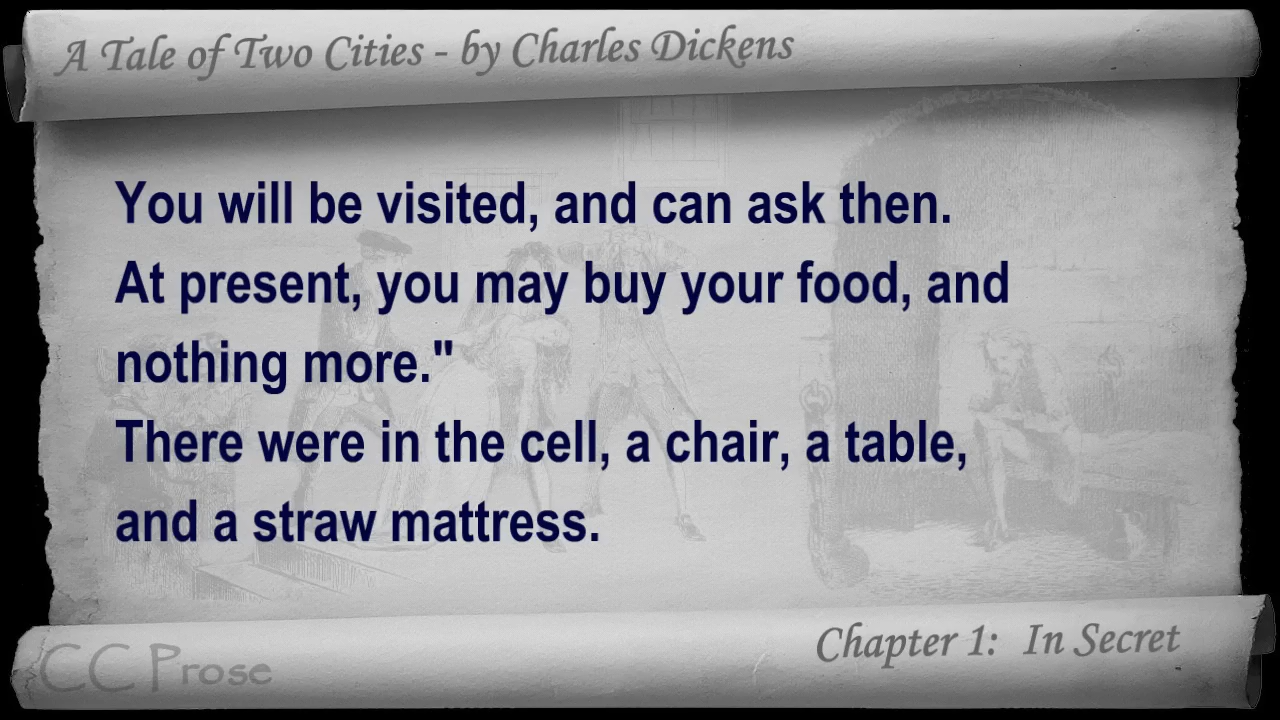 A Tale of Two Cities - by Charles Dickens
You will be visited, and can ask then.
At present, you may buy your food, and
nothing more."
There were in the cell, a chair, a table,
and a straw mattress.
Chapter 1: In Secret
CC Prose